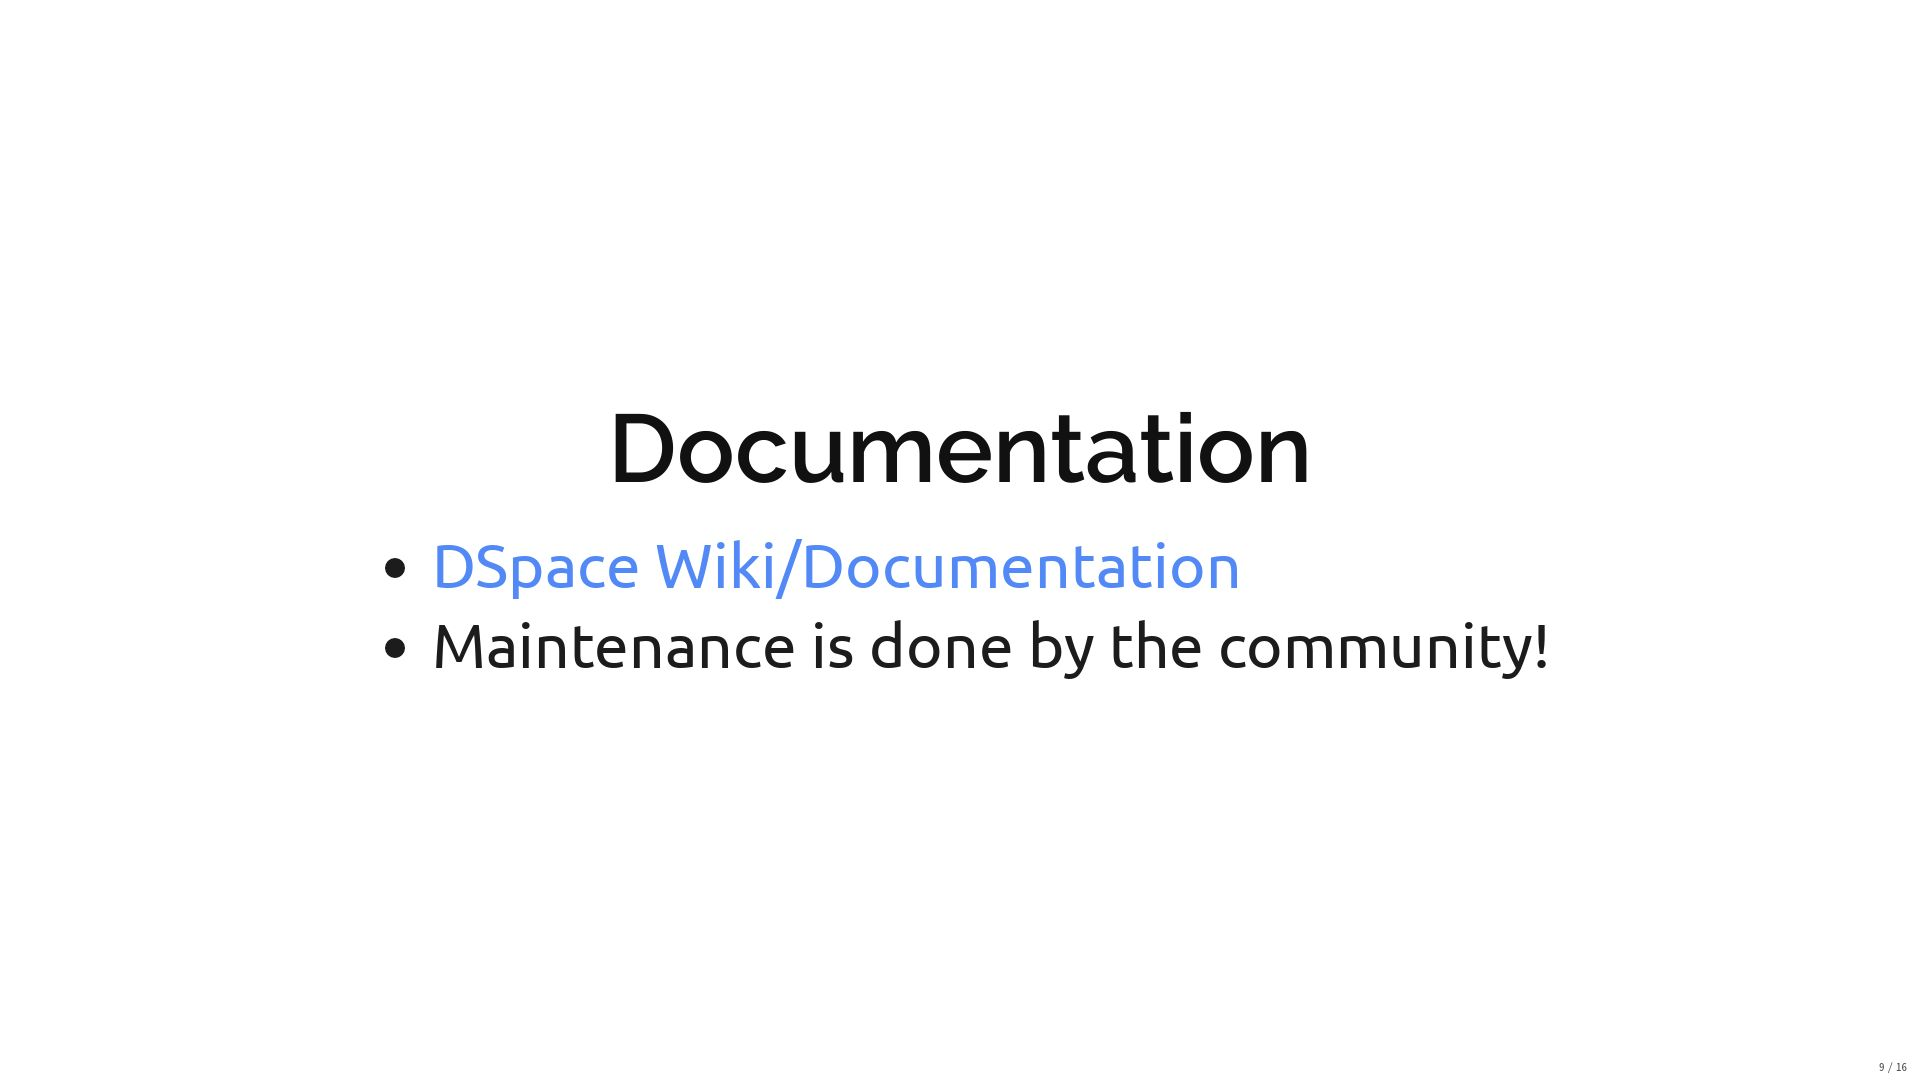 Documentation
DSpace Wiki/Documentation
Maintenance is done by the community!
9 / 16